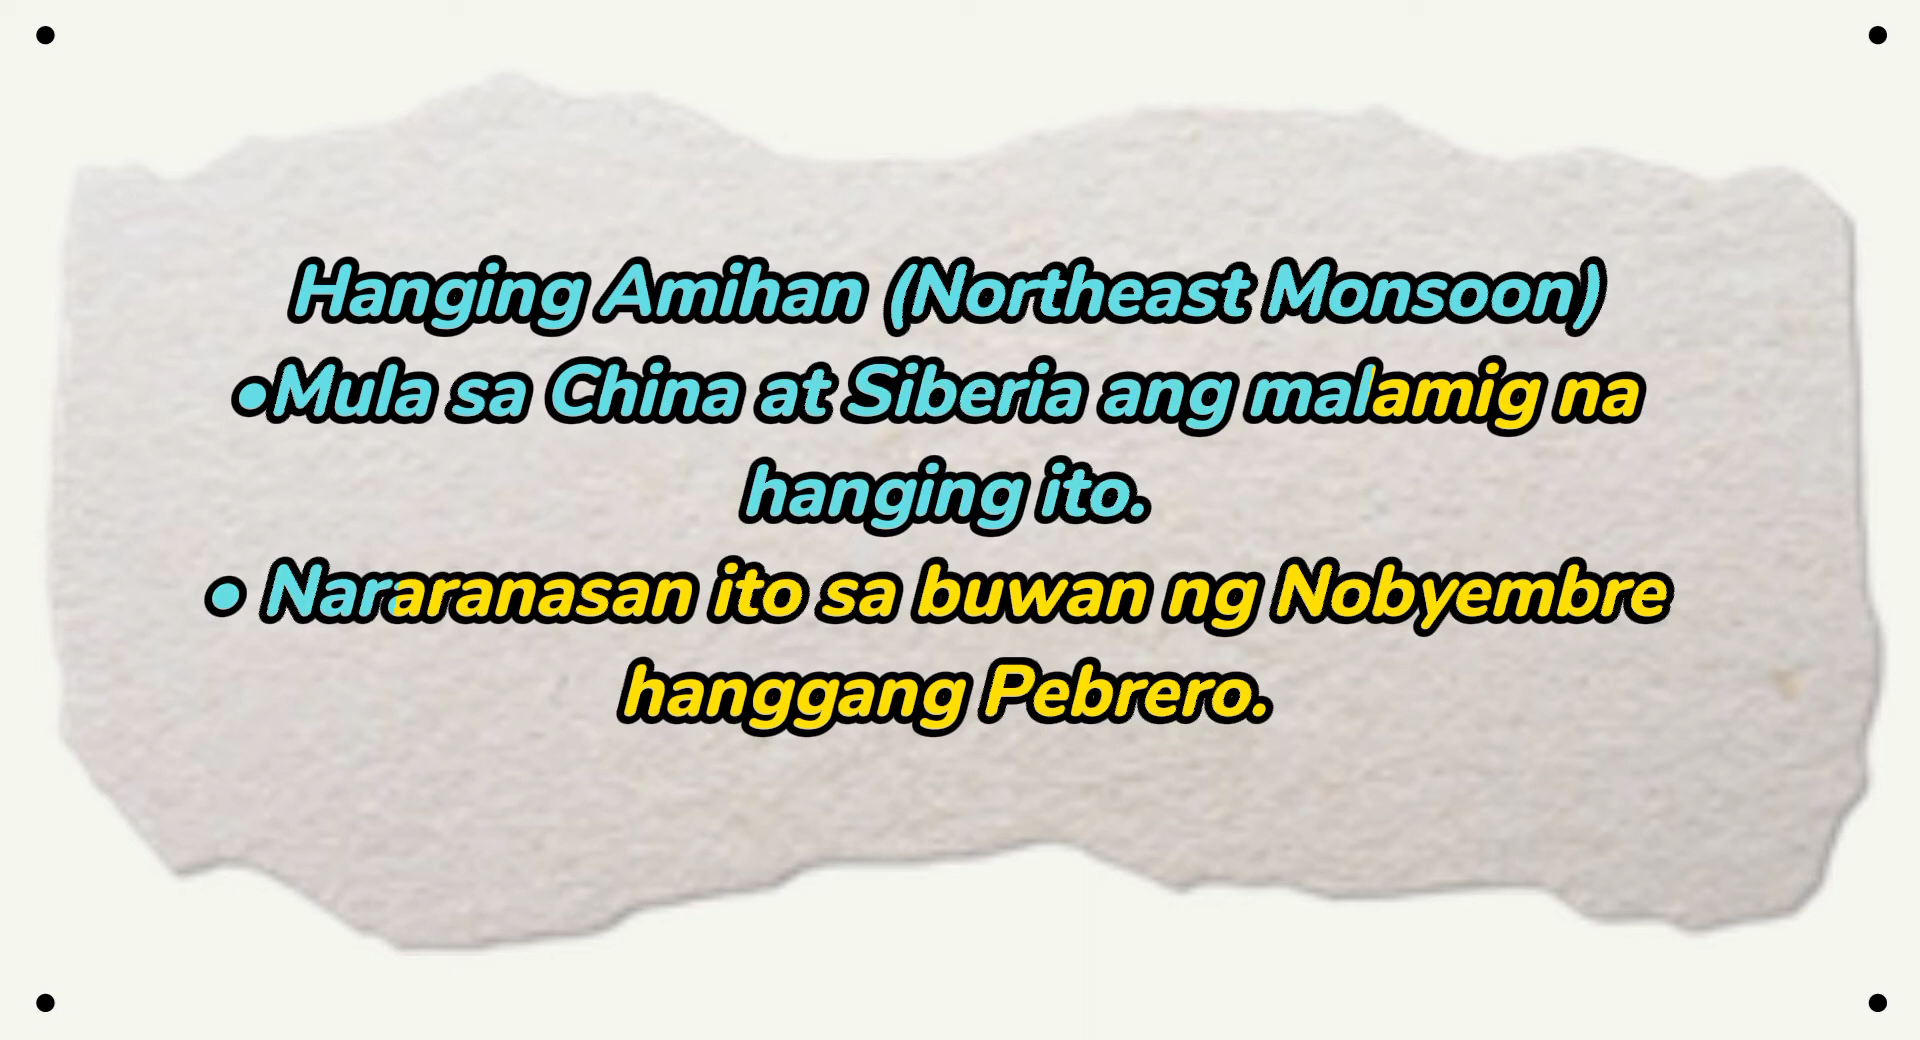 Hanging Amihan (Northeast Monsoon)
•Mula sa China at Siberia ang malamig na
hanging ito.
• Nararanasan ito sa buwan ng Nobyembre
hanggang Pebrero.